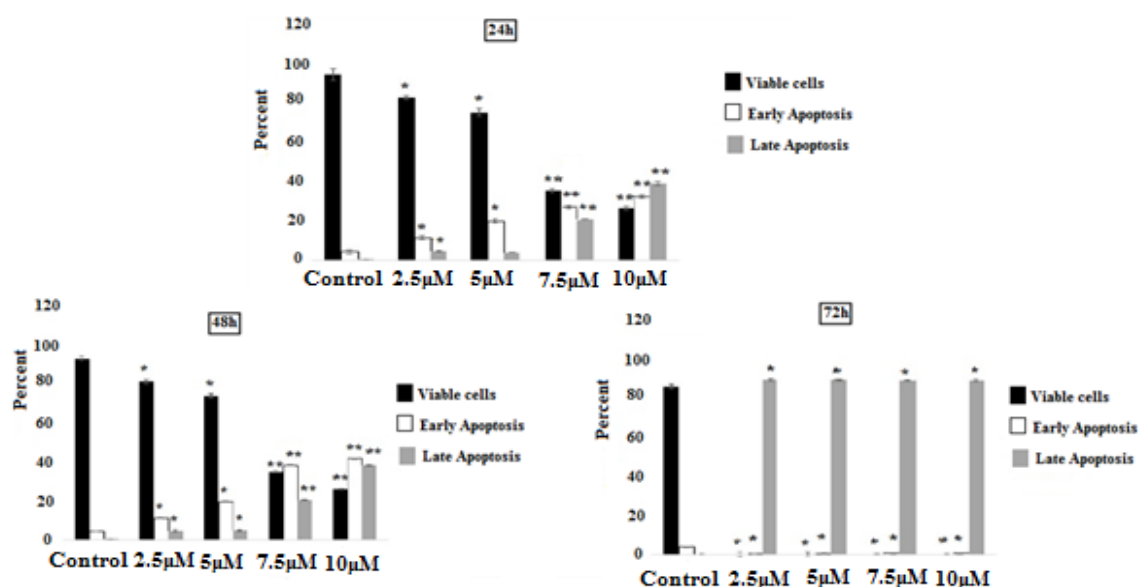 120
24h
100
80
60
40
20
0
Percent
* * ** ** ** ** ** **
* * *
Viable cells
Early Apoptosis
Late Apoptosis
Control 2.5µM 5µM 7.5µM 10µM
120
48h
100
80
60
40
20
0
Percent
* * ** ** ** ** ** **
* * * *
Viable cells
Early Apoptosis
Late Apoptosis
Control 2.5µM 5µM 7.5µM 10µM
120
72h
100
80
60
40
20
0
Percent
* * * *
* * * * * * * *
Viable cells
Early Apoptosis
Late Apoptosis
Control 2.5µM 5µM 7.5µM 10µM